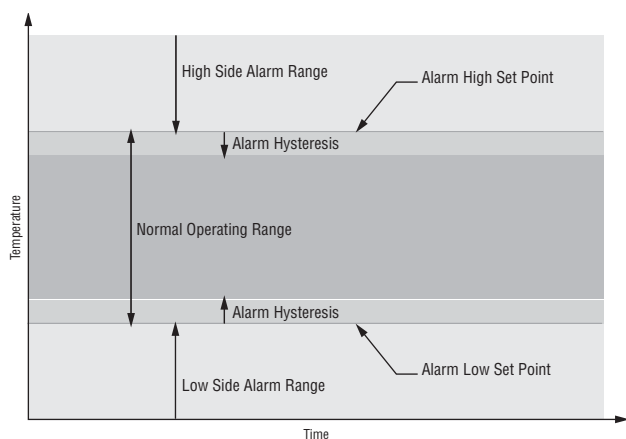 High Side Alarm Range
Alarm High Set Point
Alarm Hysteresis
Temperature
Normal Operating Range
Alarm Hysteresis
Alarm Low Set Point
Low Side Alarm Range
Time